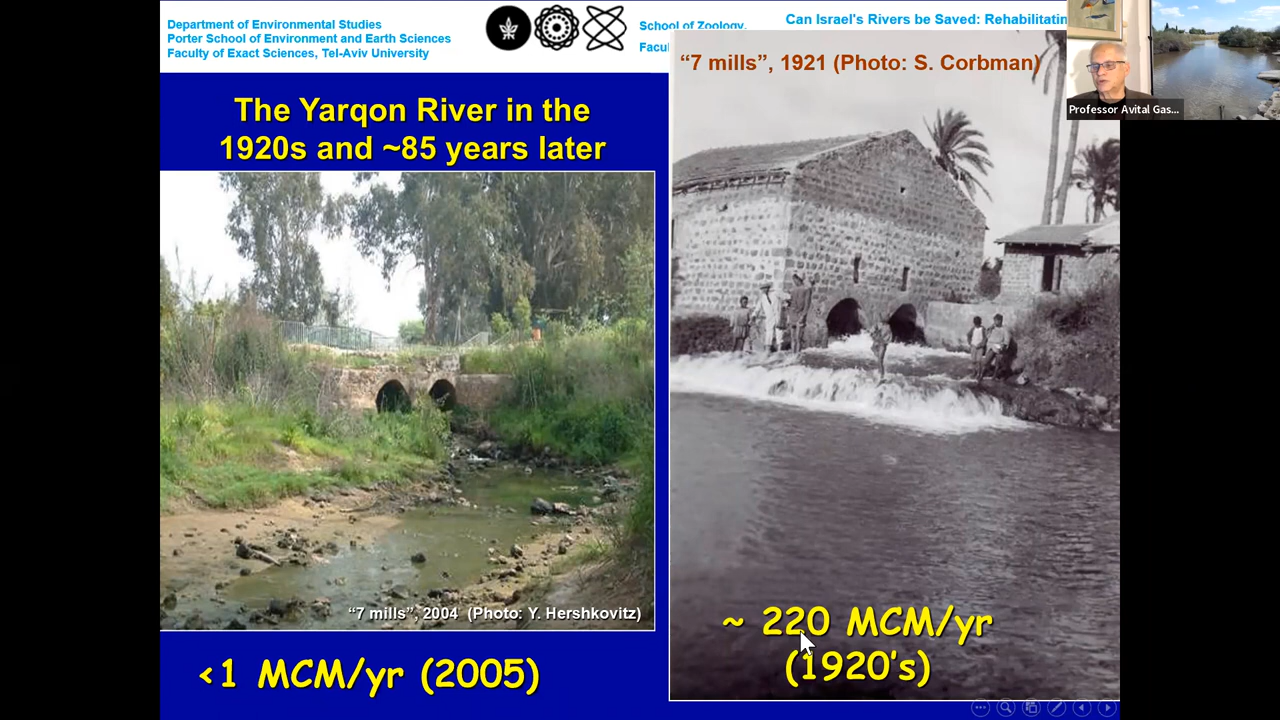 Department of Environmental Studies
Porter School of Environment and Earth Sciences
Faculty of Exact Sciences, Tel-Aviv University
School of Zoology,
Can Israel's Rivers be Saved:
The Yarqon River in the
1920s and ~85 years later
"7 mills", 2004 (Photo: Y. Hershkovitz)
<1 MCM/yr (2005)
"7 mills", 1921 (Photo: S. Corbman)
~ 220 MCM/yr
(1920's)
Professor Avital Gas...